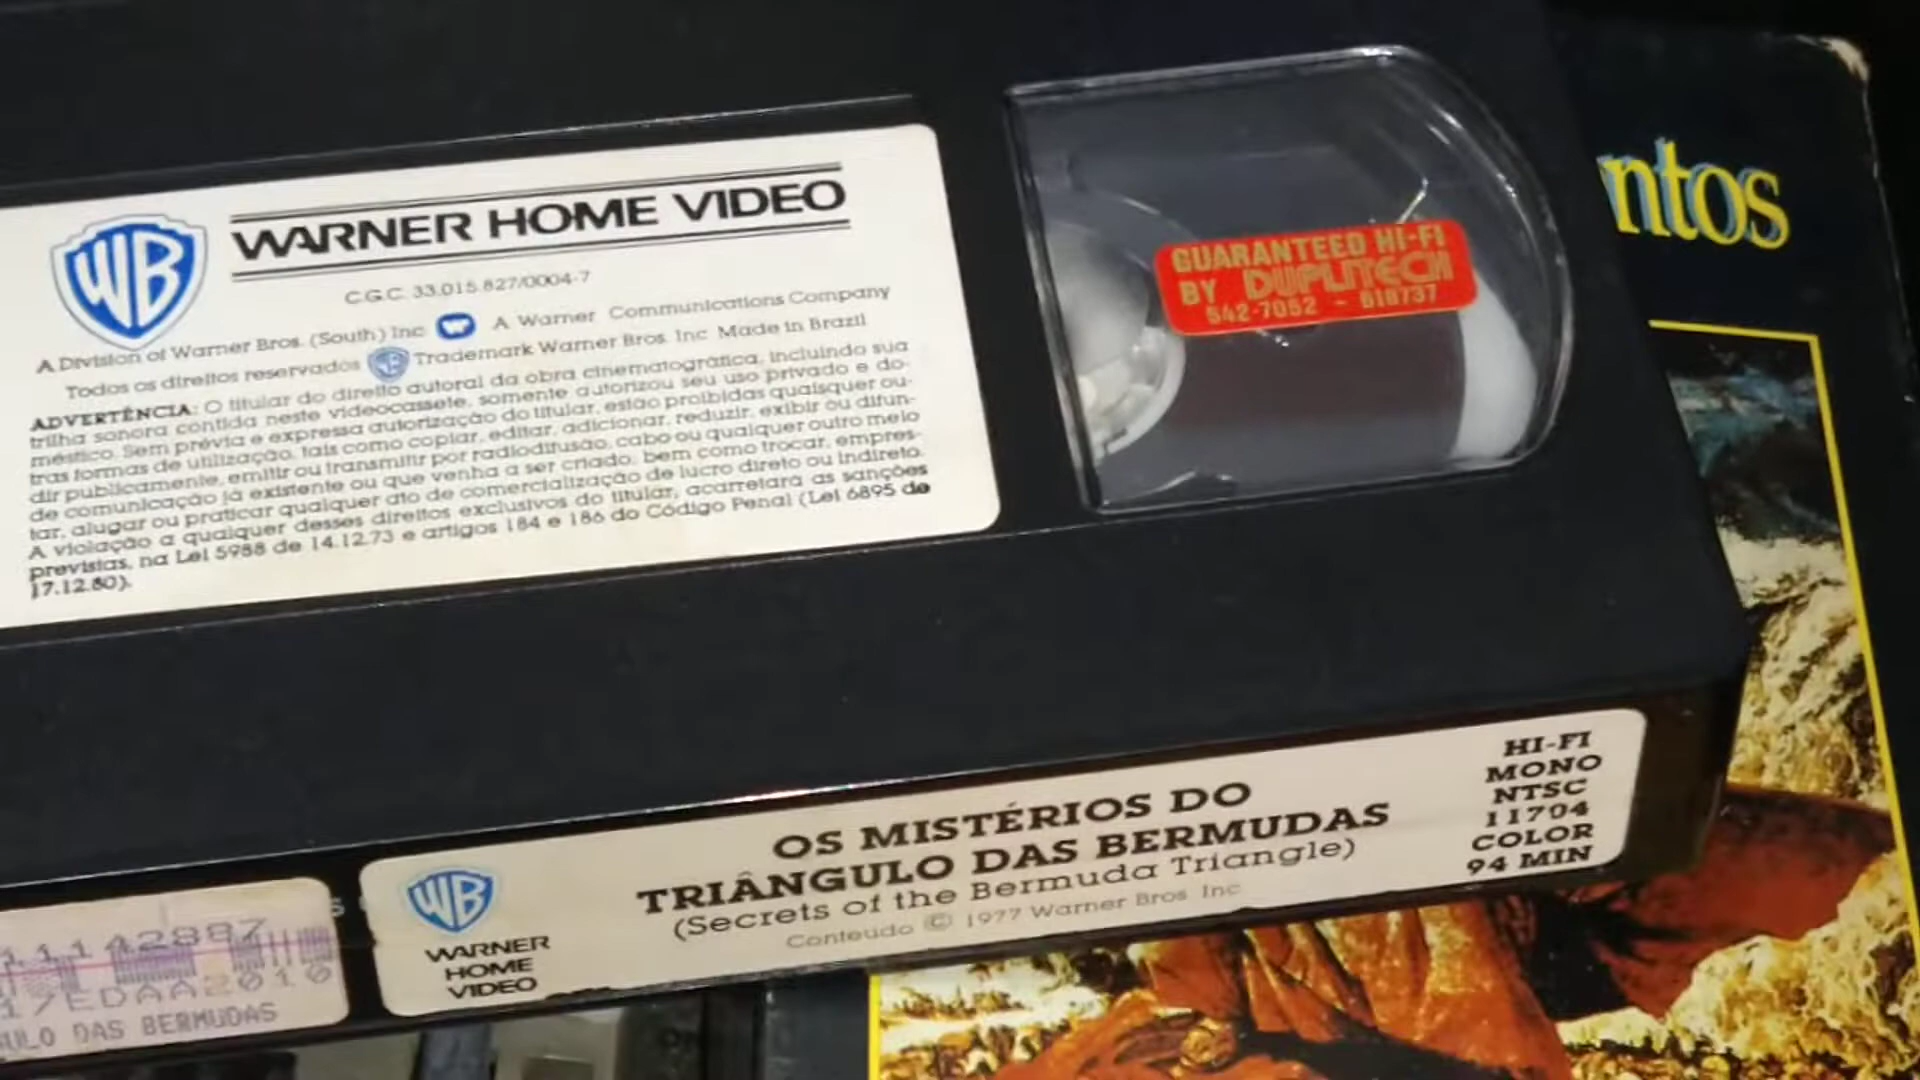 WB
WARNER HOME VIDEO
C.G.C. 33.015.827/0004-7
A Division of Warner Bros. (South) Inc A Warner Communications Company
Todos os direitos reservados WB Trademark Warner Bros. Inc Made in Brazil
ADVERTÊNCIA: O titular do direito autoral da obra cinematográfica, incluindo sua
trilha sonora contida neste videocassete, somente autorizou seu uso privado e do-
méstico. Sem prévia e expressa autorização do titular, estão proibidas quaisquer ou-
tras formas de utilização, tais como copiar, editar, adicionar, reduzir, exibir ou difun-
dir publicamente, emitir ou transmitir por radiodifusão, cabo ou qualquer outro meio
de comunicação já existente ou que venha a ser criado, bem como trocar, empres-
tar, alugar ou praticar qualquer ato de comercialização de lucro direto ou indireto.
A violação a qualquer desses direitos exclusivos do titular, acarretará as sanções
previstas, na Lei 5988 de 14.12.73 e artigos 184 e 186 do Código Penal (Lei 6895 de
17.12.80).
GUARANTEED HI-FI
BY DUPLITECH
542-7052 - 618737
ntos
OS MISTÉRIOS DO
TRIÂNGULO DAS BERMUDAS
(Secrets of the Bermuda Triangle)
Conteúdo © 1977 Warner Bros Inc
HI-FI
MONO
NTSC
11704
COLOR
94 MIN
WB
WARNER
HOME
VIDEO
11142887
17EDAA2010
ULO DAS BERMUDAS